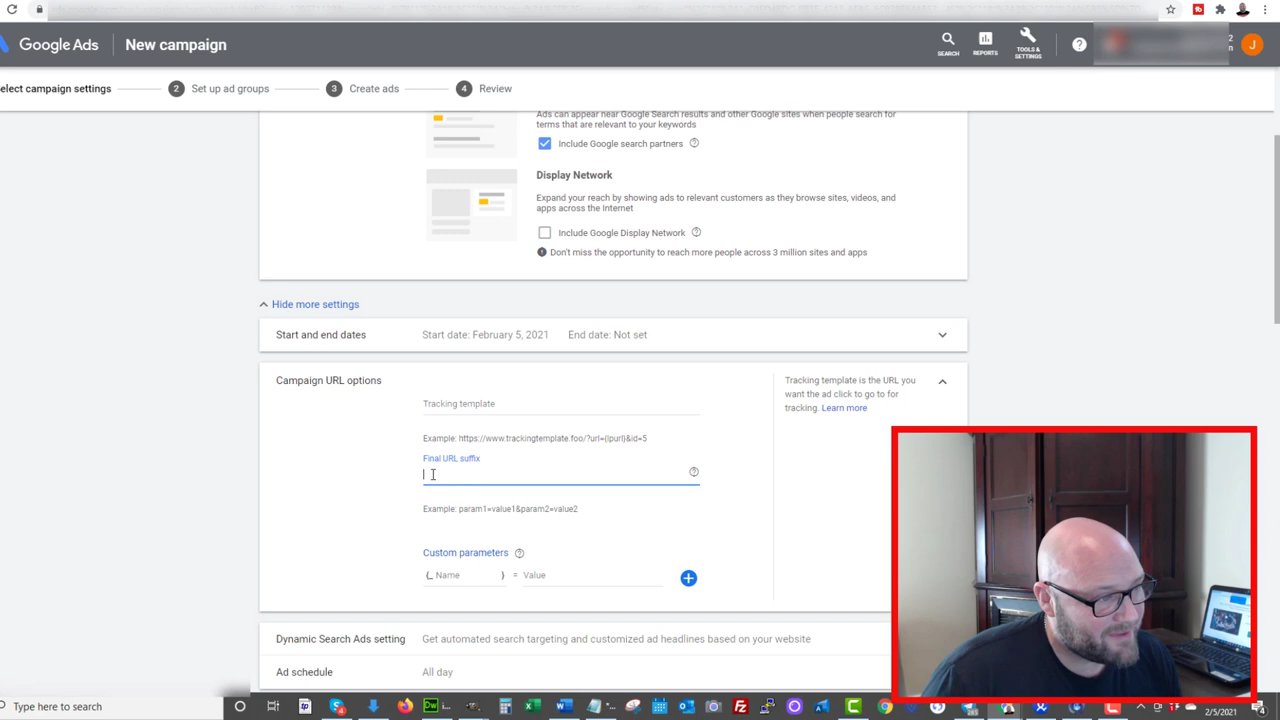 Google Ads
New campaign
SEARCH
REPORTS
TOOLS &
SETTINGS
2
n
J
elect campaign settings
2
Set up ad groups
3
Create ads
4
Review
Ads can appear near Google Search results and other Google sites when people search for
terms that are relevant to your keywords
Include Google search partners
Display Network
Expand your reach by showing ads to relevant customers as they browse sites, videos, and
apps across the Internet
Include Google Display Network
Don't miss the opportunity to reach more people across 3 million sites and apps
Hide more settings
Start and end dates
Start date: February 5, 2021
End date: Not set
Campaign URL options
Tracking template
Example: https://www.trackingtemplate.foo/?url={lpurl}&id=5
Final URL suffix
Example: param1=value1&param2=value2
Custom parameters
{_ Name } = Value
Tracking template is the URL you
want the ad click to go to for
tracking. Learn more
Dynamic Search Ads setting
Get automated search targeting and customized ad headlines based on your website
Ad schedule
All day
Type here to search
2/5/2021